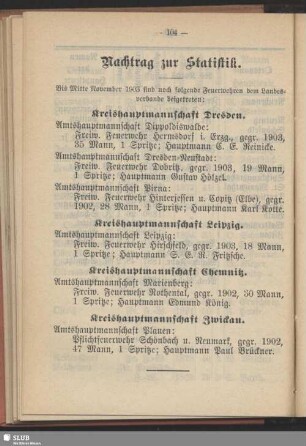 — 104 —
Nachtrag zur Statistik.
Bis Mitte November 1903 sind noch folgende Feuerwehren dem Landes-
verbande beigetreten:
Kreishauptmannschaft Dresden.
Amtshauptmannschaft Dippoldiswalde:
Freiw. Feuerwehr Hermsdorf i. Erzg., gegr. 1903,
35 Mann, 1 Spritze; Hauptmann C. E. Reinicke.
Amtshauptmannschaft Dresden-Neustadt:
Freiw. Feuerwehr Dobritz, gegr. 1903, 19 Mann,
1 Spritze; Hauptmann Gustav Hölzel.
Amtshauptmannschaft Pirna:
Freiw. Feuerwehr Hinterjessen u. Copitz (Elbe), gegr.
1902, 28 Mann, 1 Spritze; Hauptmann Karl Kotte.
Kreishauptmannschaft Leipzig.
Amtshauptmannschaft Leipzig:
Freiw. Feuerwehr Hirschfeld, gegr. 1903, 18 Mann,
1 Spritze; Hauptmann S. E. R. Fritzsche.
Kreishauptmannschaft Chemnitz.
Amtshauptmannschaft Marienberg:
Freiw. Feuerwehr Rothental, gegr. 1902, 30 Mann,
1 Spritze; Hauptmann Edmund König.
Kreishauptmannschaft Zwickau.
Amtshauptmannschaft Plauen:
Pflichtfeuerwehr Schönbach u. Neumark, gegr. 1902,
47 Mann, 1 Spritze; Hauptmann Paul Brückner.
SLUB